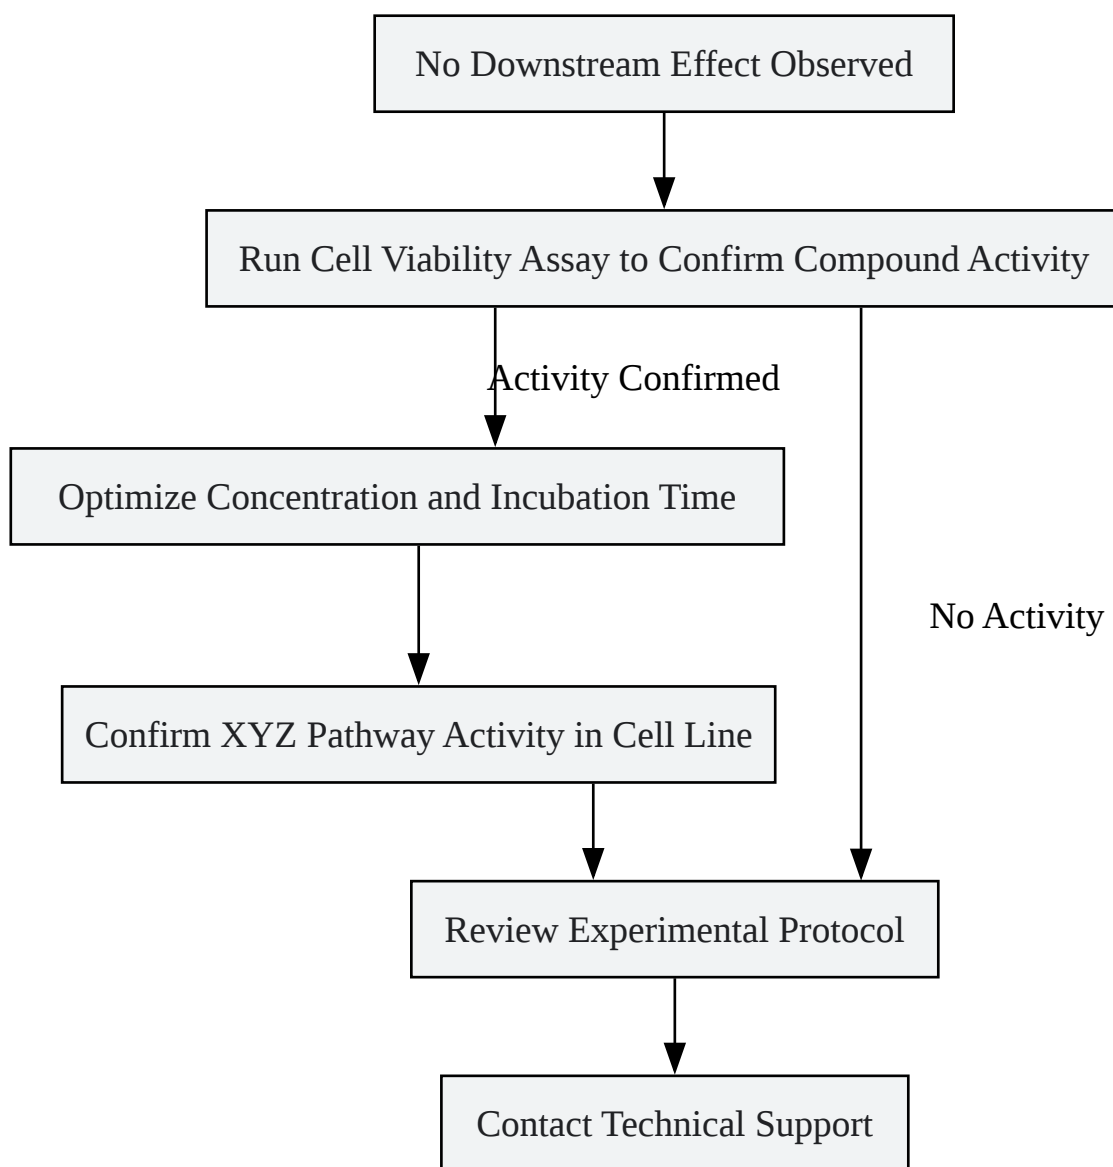 No Downstream Effect Observed
Run Cell Viability Assay to Confirm Compound Activity
Activity Confirmed
Optimize Concentration and Incubation Time
No Activity
Confirm XYZ Pathway Activity in Cell Line
Review Experimental Protocol
Contact Technical Support